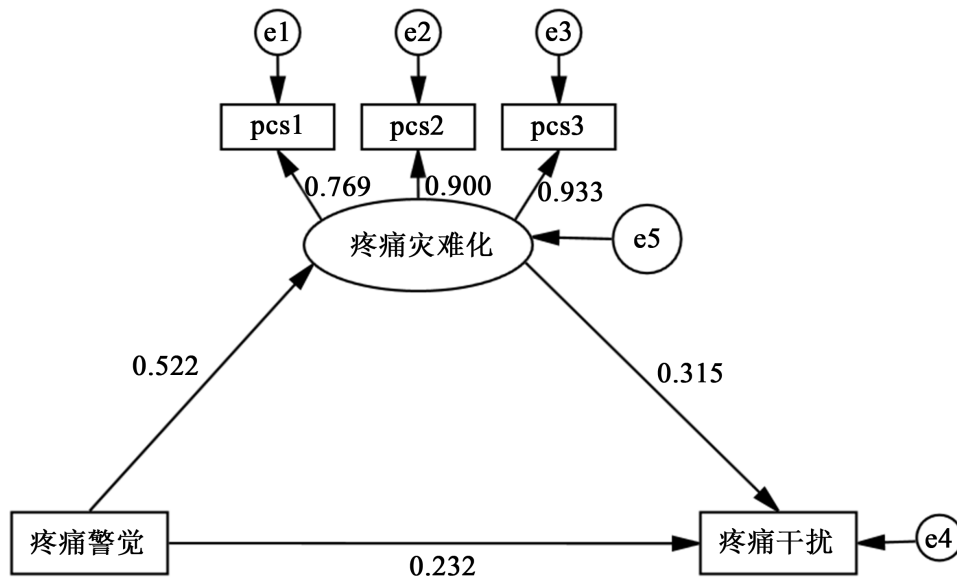 e1
e2
e3
pcs1
pcs2
pcs3
0.769
0.900
0.933
疼痛灾难化
e5
0.522
0.315
疼痛警觉
0.232
疼痛干扰
e4